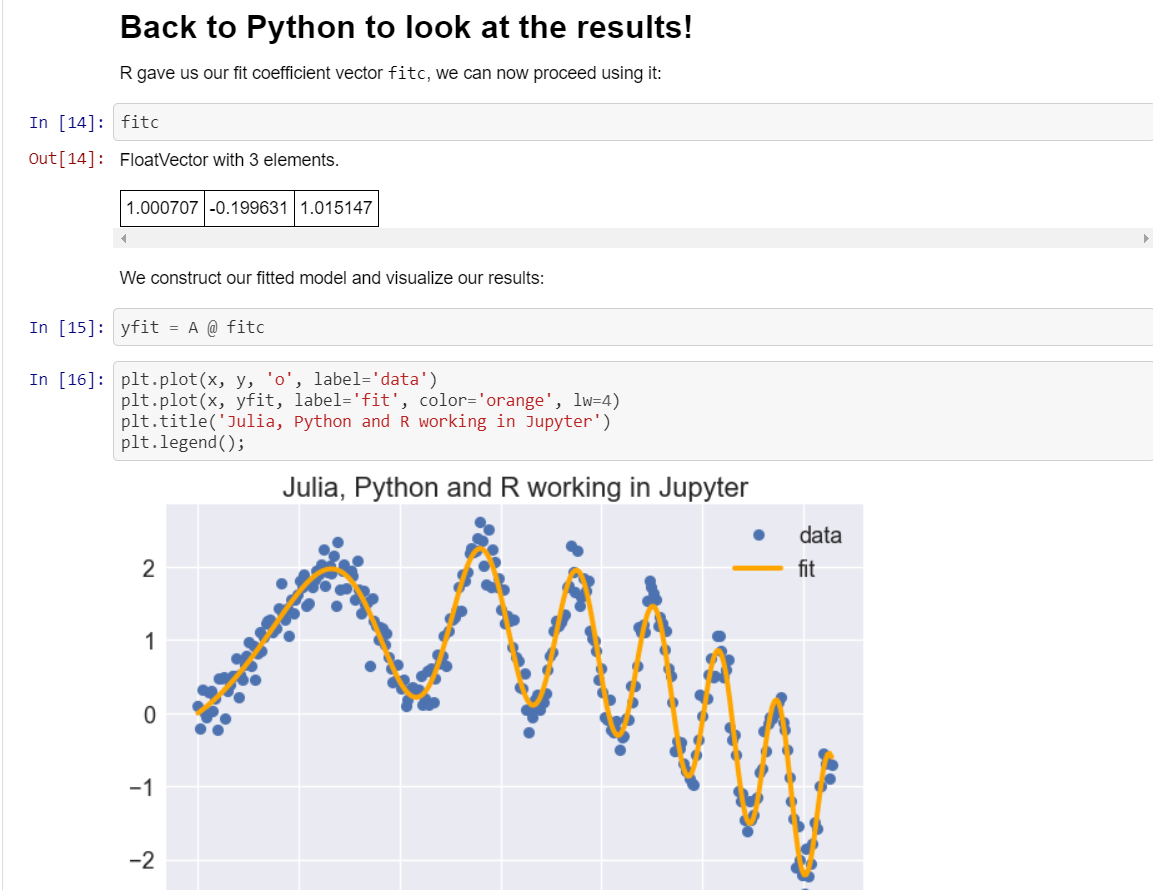 Back to Python to look at the results!
R gave us our fit coefficient vector fitc, we can now proceed using it:
In [14]: fitc
Out[14]: FloatVector with 3 elements.
1.000707 -0.199631 1.015147
We construct our fitted model and visualize our results:
In [15]: yfit = A @ fitc
In [16]: plt.plot(x, y, 'o', label='data')
plt.plot(x, yfit, label='fit', color='orange', lw=4)
plt.title('Julia, Python and R working in Jupyter')
plt.legend();
Julia, Python and R working in Jupyter
data
fit
2
1
0
−1
−2